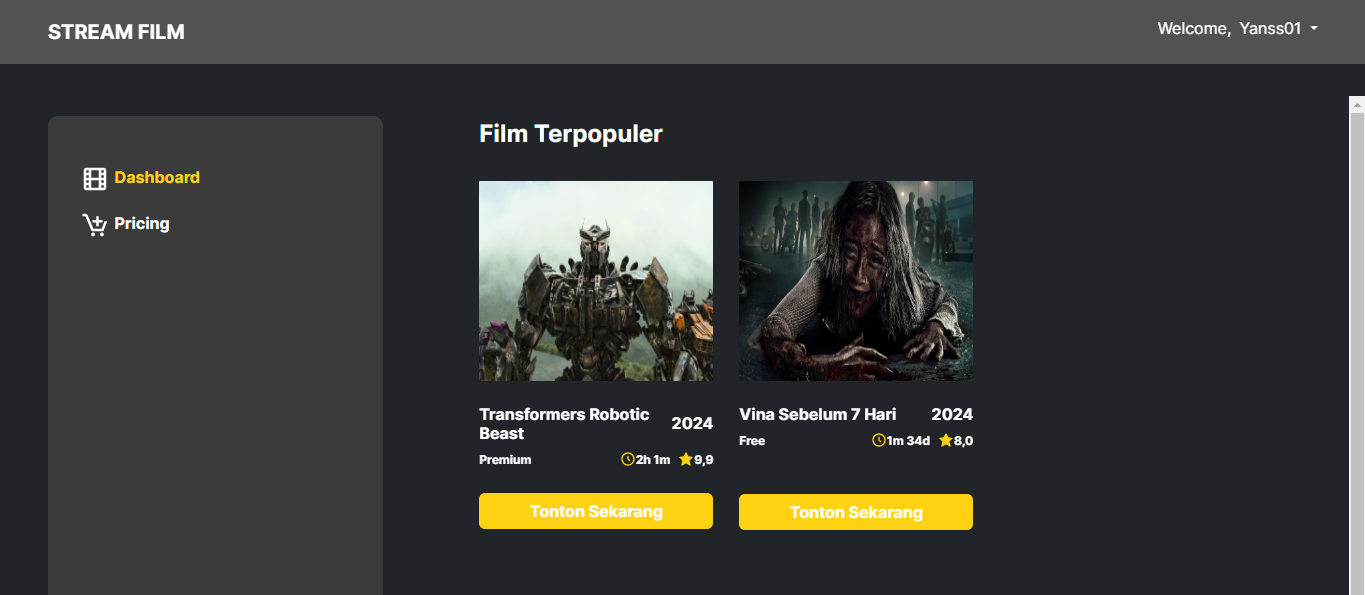 STREAM FILM
Welcome, Yanss01
Dashboard
Pricing
Film Terpopuler
Transformers Robotic
Beast
2024
Premium
2h 1m
9,9
Tonton Sekarang
Vina Sebelum 7 Hari
2024
Free
1m 34d
8,0
Tonton Sekarang